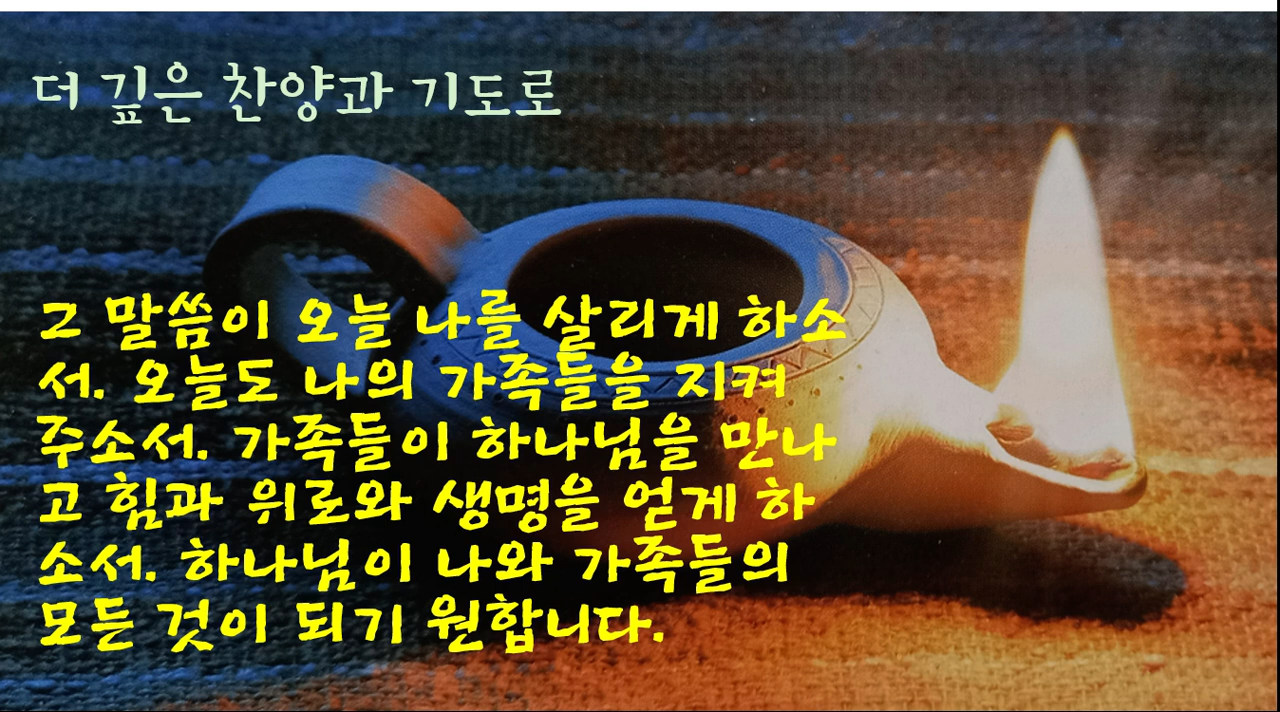 더 깊은 찬양과 기도로
그 말씀이 오늘 나를 살리게 하소
서. 오늘도 나의 가족들을 지켜
주소서. 가족들이 하나님을 만나
고 힘과 위로와 생명을 얻게 하
소서. 하나님이 나와 가족들의
모든 것이 되기 원합니다.